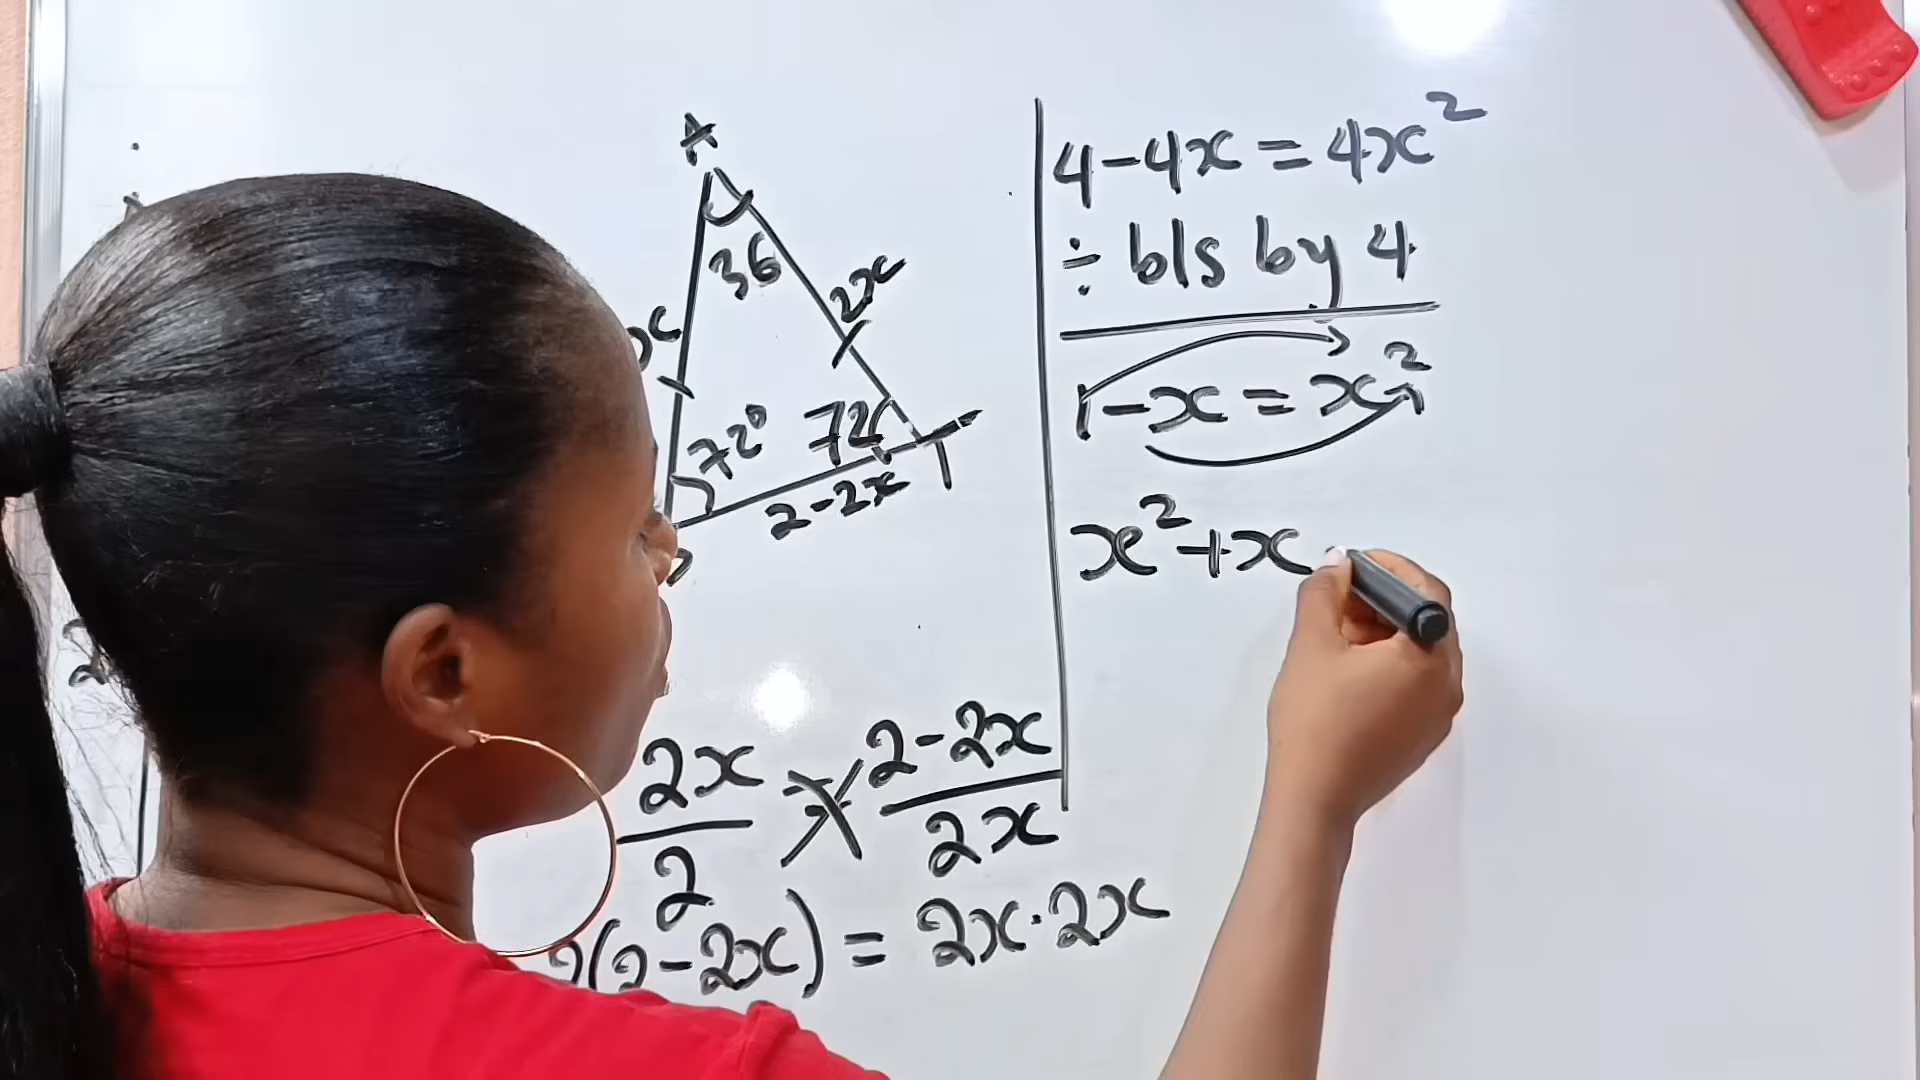 A
36
2x
x
72° 72
2-2x
2x/2 2-2x/2x
2(2-2x) = 2x·2x
4-4x = 4x²
÷ b/s by 4
1-x = x²
x²+x